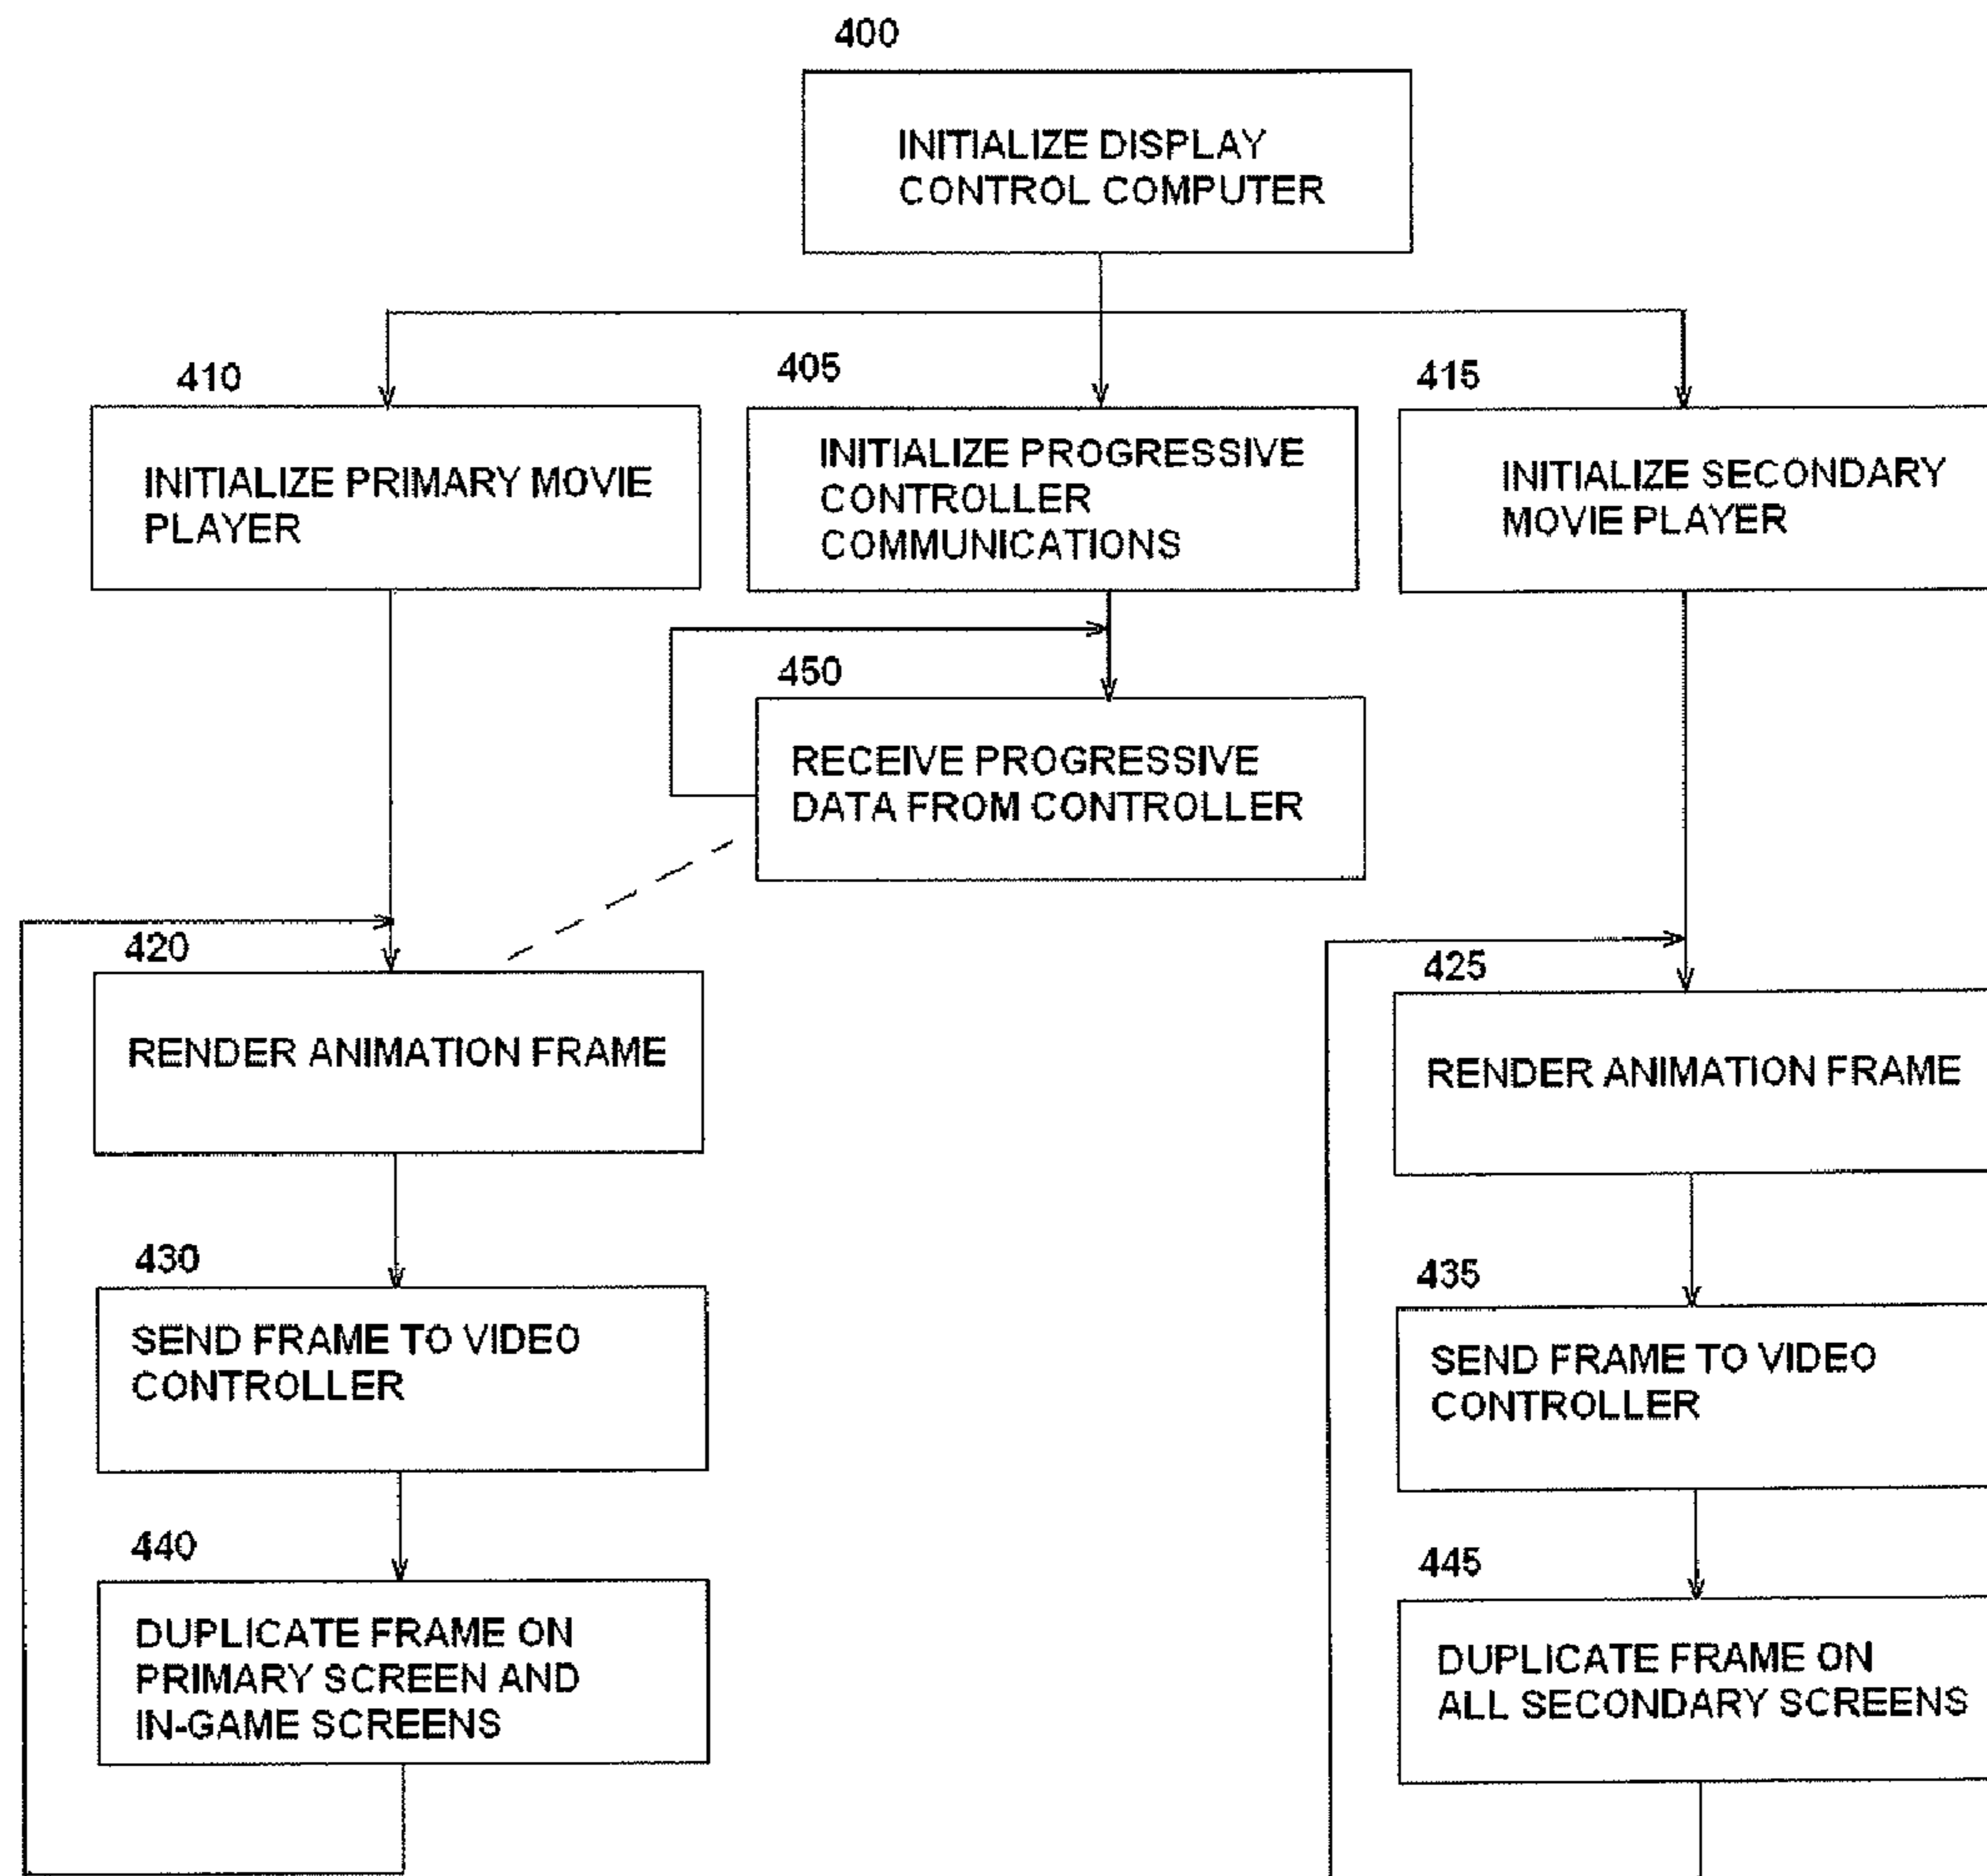 400
INITIALIZE DISPLAY
CONTROL COMPUTER
410
INITIALIZE PRIMARY MOVIE
PLAYER
405
INITIALIZE PROGRESSIVE
CONTROLLER
COMMUNICATIONS
415
INITIALIZE SECONDARY
MOVIE PLAYER
450
RECEIVE PROGRESSIVE
DATA FROM CONTROLLER
420
RENDER ANIMATION FRAME
425
RENDER ANIMATION FRAME
430
SEND FRAME TO VIDEO
CONTROLLER
435
SEND FRAME TO VIDEO
CONTROLLER
440
DUPLICATE FRAME ON
PRIMARY SCREEN AND
IN-GAME SCREENS
445
DUPLICATE FRAME ON
ALL SECONDARY SCREENS